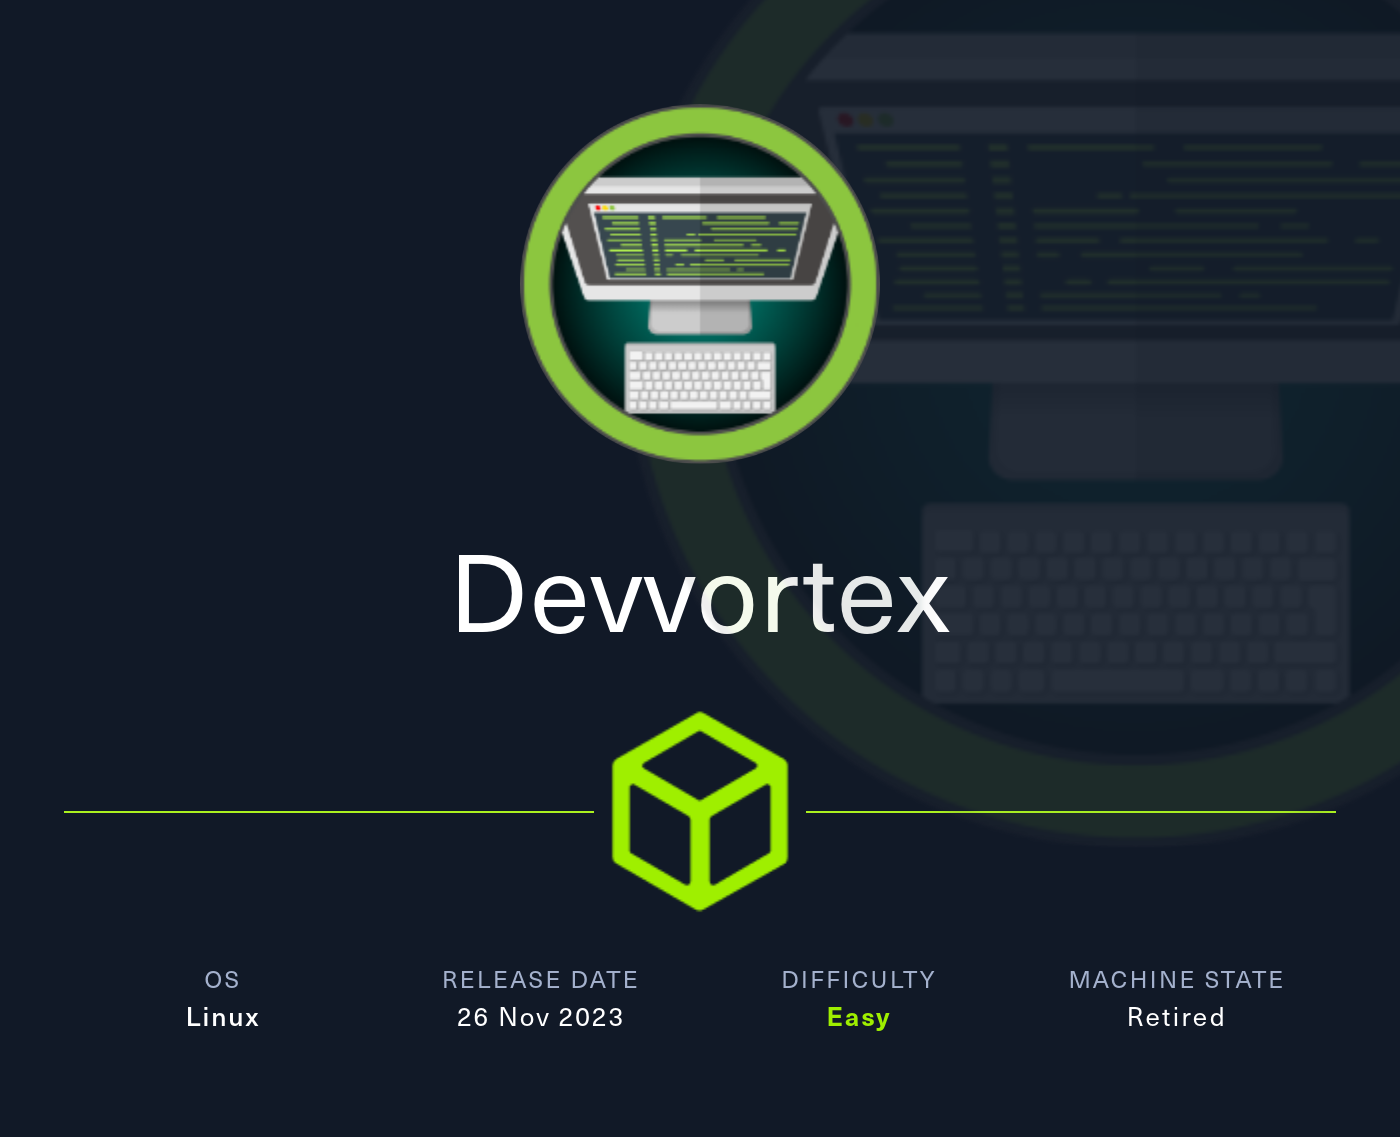 Devvortex
OS
Linux
RELEASE DATE
26 Nov 2023
DIFFICULTY
Easy
MACHINE STATE
Retired